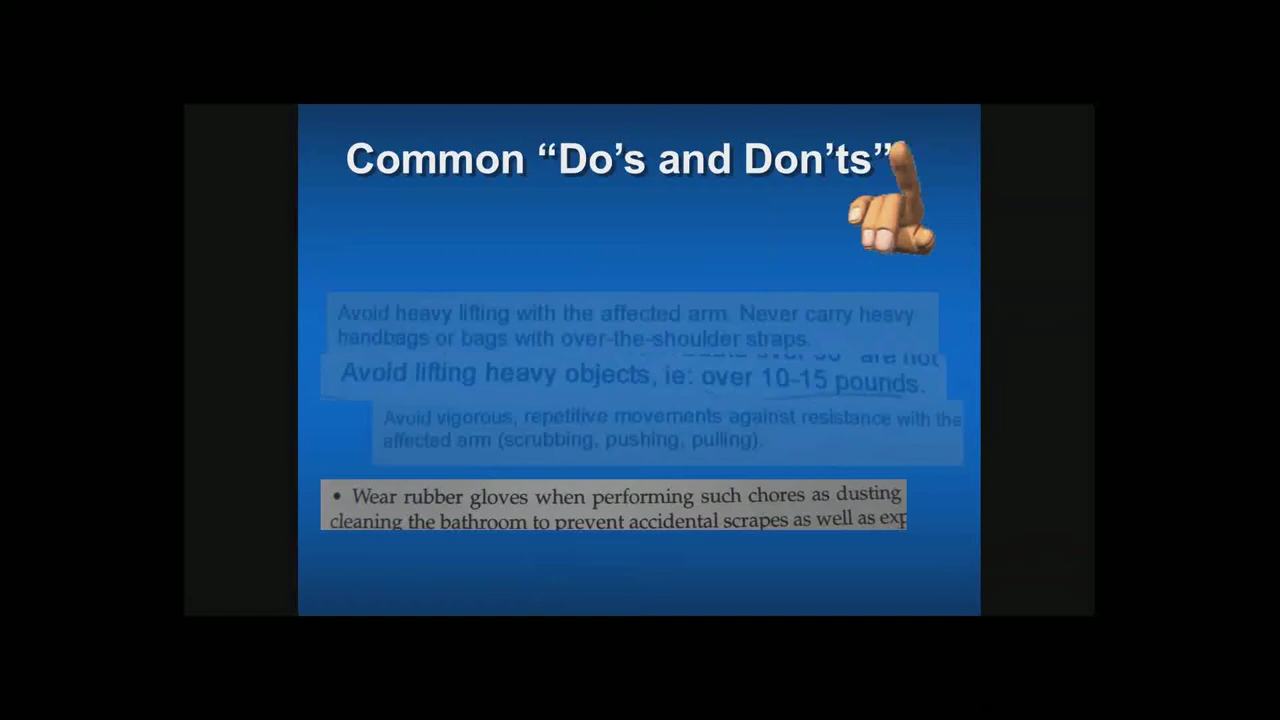 Common “Do’s and Don’ts”
Avoid heavy lifting with the affected arm. Never carry heavy
handbags or bags with over-the-shoulder straps.
are not
Avoid lifting heavy objects, ie: over 10-15 pounds.
Avoid vigorous, repetitive movements against resistance with the
affected arm (scrubbing, pushing, pulling).
• Wear rubber gloves when performing such chores as dusting
cleaning the bathroom to prevent accidental scrapes as well as exp